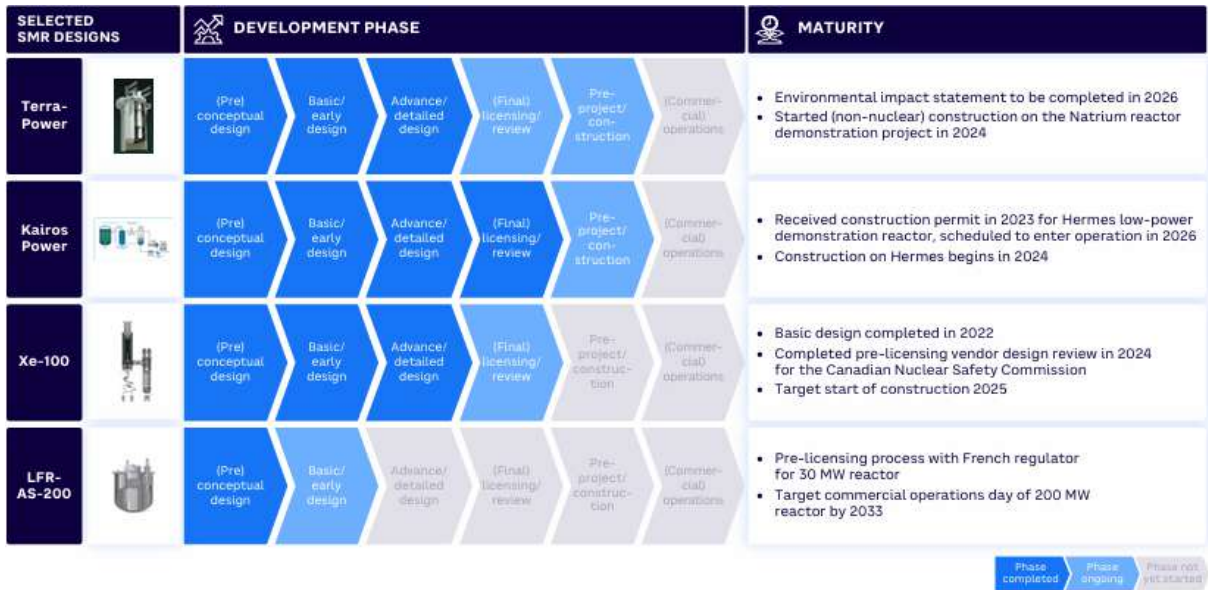 SELECTED
SMR DESIGNS
DEVELOPMENT PHASE
MATURITY
Terra-
Power
(Pre)
conceptual
design
Basic/
early
design
Advance/
detailed
design
(Final)
licensing/
review
Pre-
project/
con-
struction
(Commer-
cial)
operations
• Environmental impact statement to be completed in 2026
• Started (non-nuclear) construction on the Natrium reactor
demonstration project in 2024
Kairos
Power
(Pre)
conceptual
design
Basic/
early
design
Advance/
detailed
design
(Final)
licensing/
review
Pre-
project/
con-
struction
(Commer-
cial)
operations
• Received construction permit in 2023 for Hermes low-power
demonstration reactor, scheduled to enter operation in 2026
• Construction on Hermes begins in 2024
Xe-100
(Pre)
conceptual
design
Basic/
early
design
Advance/
detailed
design
(Final)
licensing/
review
Pre-
project/
construc-
tion
(Commer-
cial)
operations
• Basic design completed in 2022
• Completed pre-licensing vendor design review in 2024
for the Canadian Nuclear Safety Commission
• Target start of construction 2025
LFR-
AS-200
(Pre)
conceptual
design
Basic/
early
design
Advance/
detailed
design
(Final)
licensing/
review
Pre-
project/
construc-
tion
(Commer-
cial)
operations
• Pre-licensing process with French regulator
for 30 MW reactor
• Target commercial operations day of 200 MW
reactor by 2033
Phase
completed
Phase
ongoing
Phase not
yet started